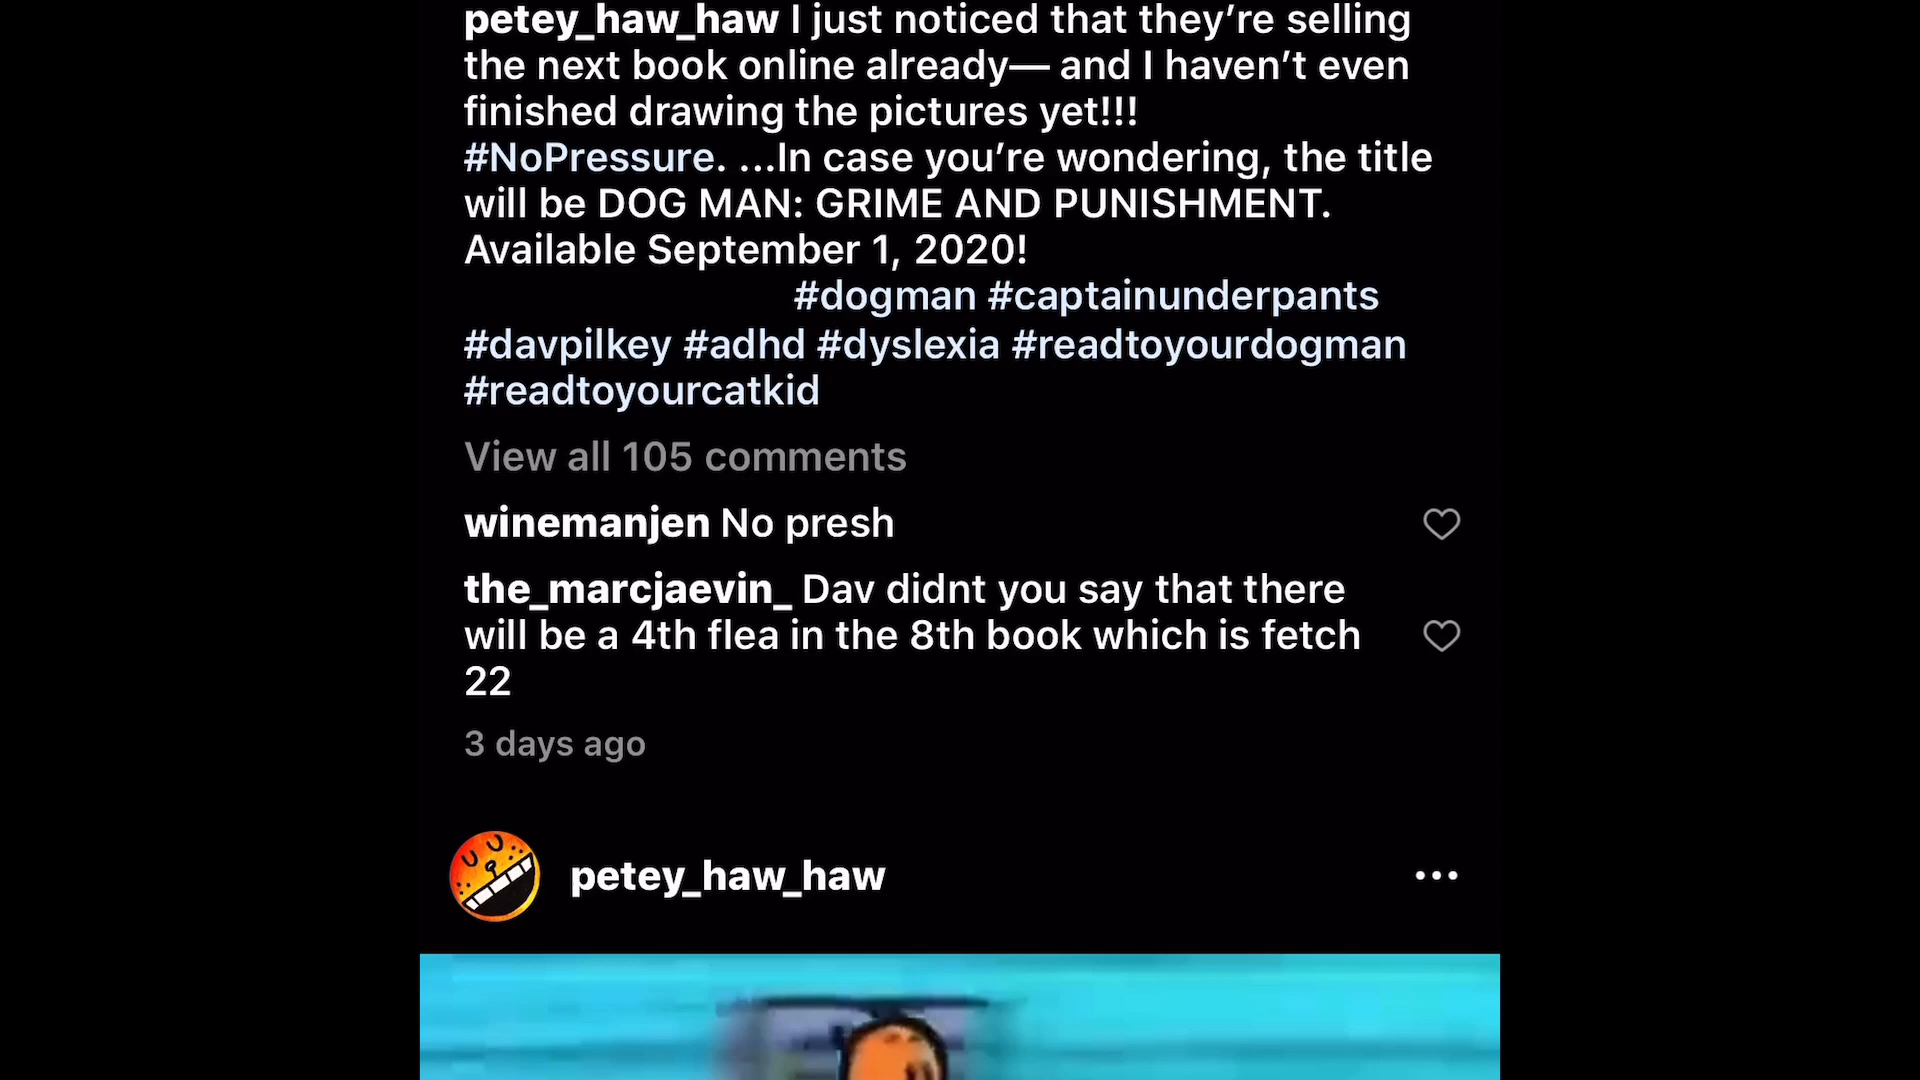 petey_haw_haw I just noticed that they’re selling
the next book online already— and I haven’t even
finished drawing the pictures yet!!!
#NoPressure. ...In case you’re wondering, the title
will be DOG MAN: GRIME AND PUNISHMENT.
Available September 1, 2020!
#dogman #captainunderpants
#davpilkey #adhd #dyslexia #readtoyourdogman
#readtoyourcatkid
View all 105 comments
winemanjen No presh
the_marcjaevin_ Dav didnt you say that there
will be a 4th flea in the 8th book which is fetch
22
3 days ago
petey_haw_haw